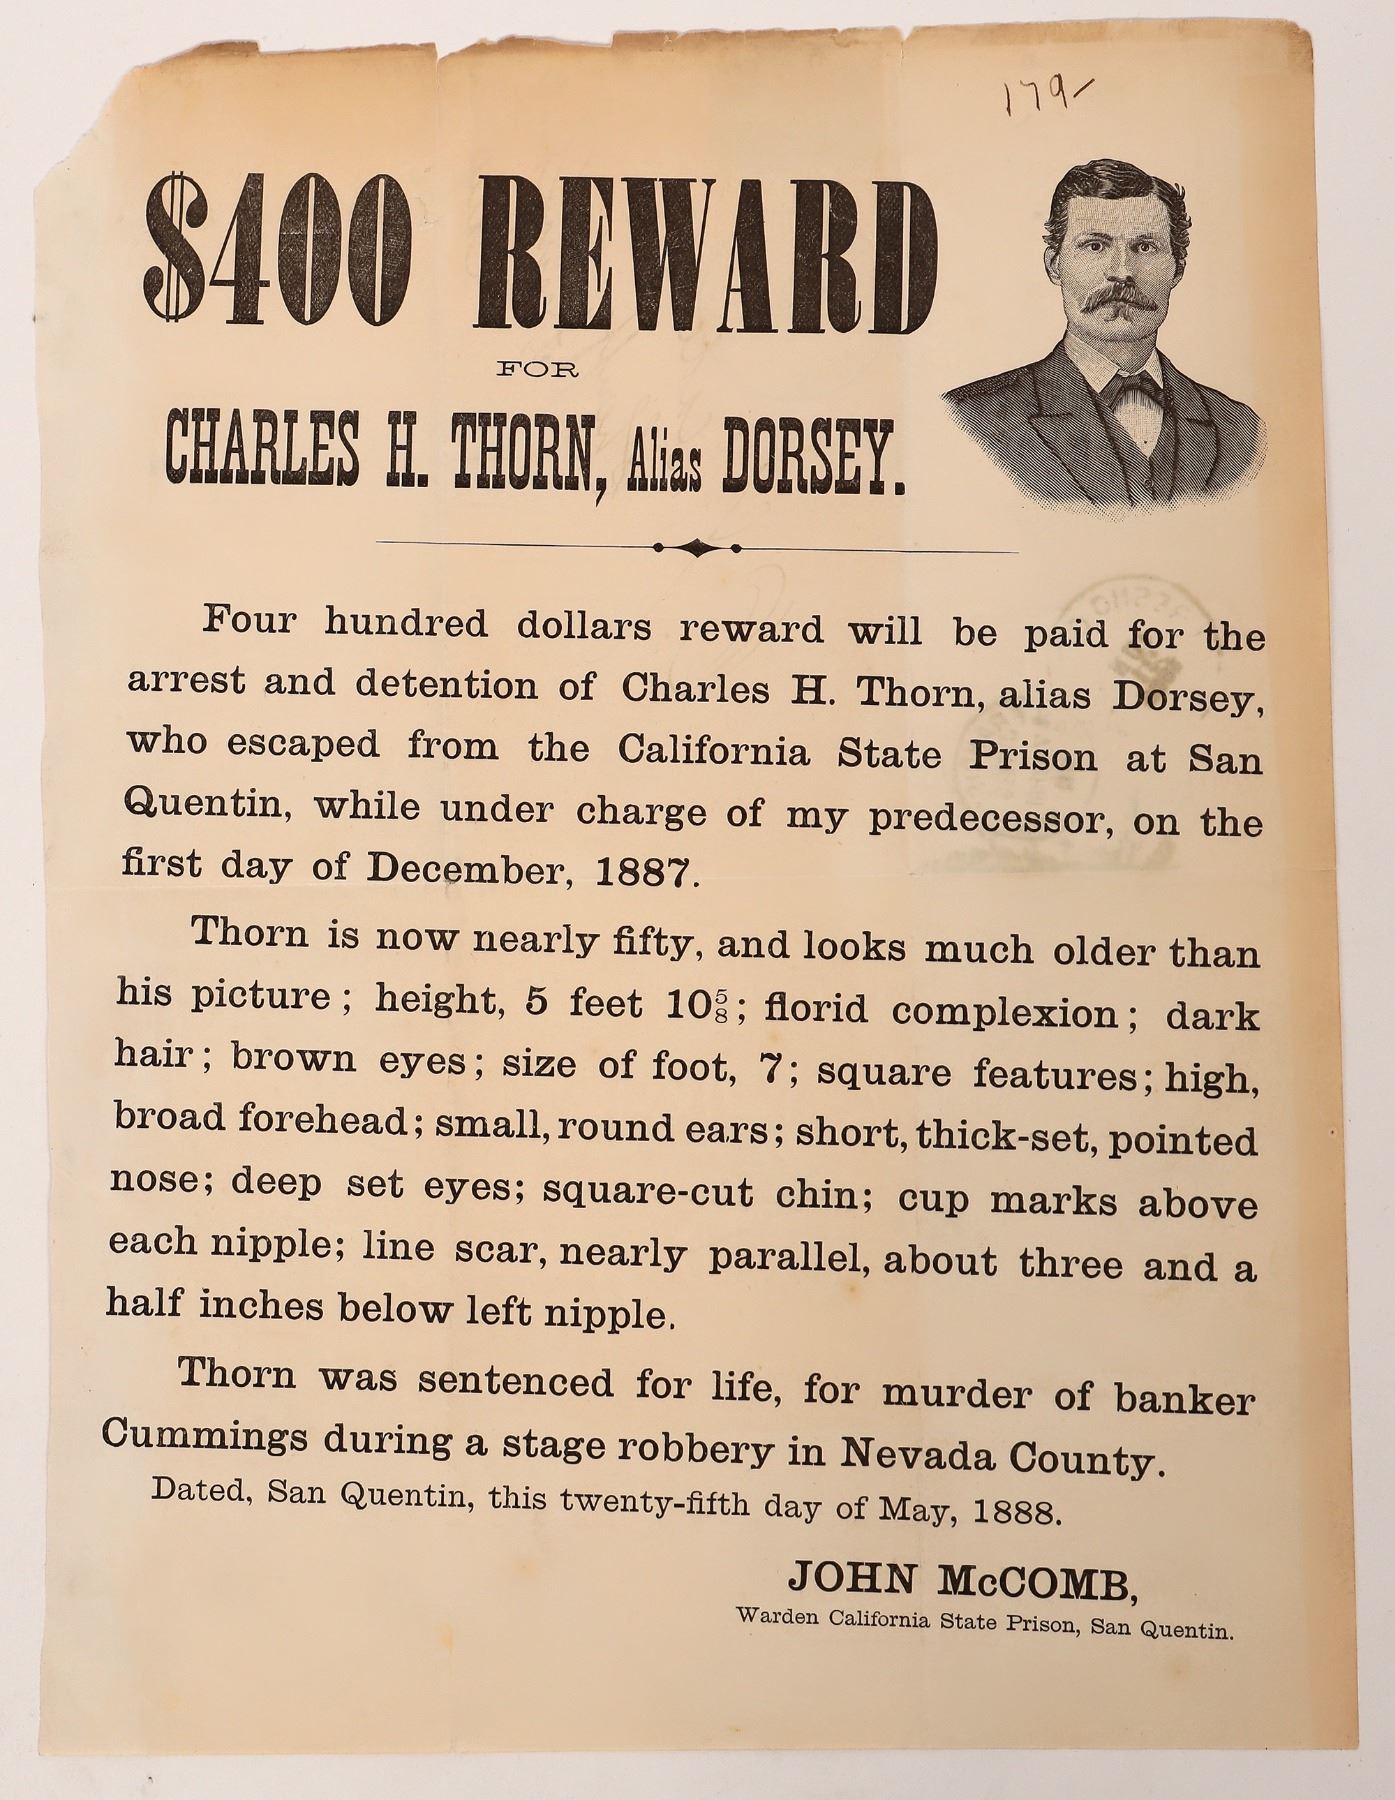 179-
$400 REWARD
FOR
CHARLES H. THORN, Alias DORSEY.
Four hundred dollars reward will be paid for the
arrest and detention of Charles H. Thorn, alias Dorsey,
who escaped from the California State Prison at San
Quentin, while under charge of my predecessor, on the
first day of December, 1887.
Thorn is now nearly fifty, and looks much older than
his picture; height, 5 feet 10⅝; florid complexion; dark
hair; brown eyes; size of foot, 7; square features; high,
broad forehead; small, round ears; short, thick-set, pointed
nose; deep set eyes; square-cut chin; cup marks above
each nipple; line scar, nearly parallel, about three and a
half inches below left nipple.
Thorn was sentenced for life, for murder of banker
Cummings during a stage robbery in Nevada County.
Dated, San Quentin, this twenty-fifth day of May, 1888.
JOHN McCOMB,
Warden California State Prison, San Quentin.